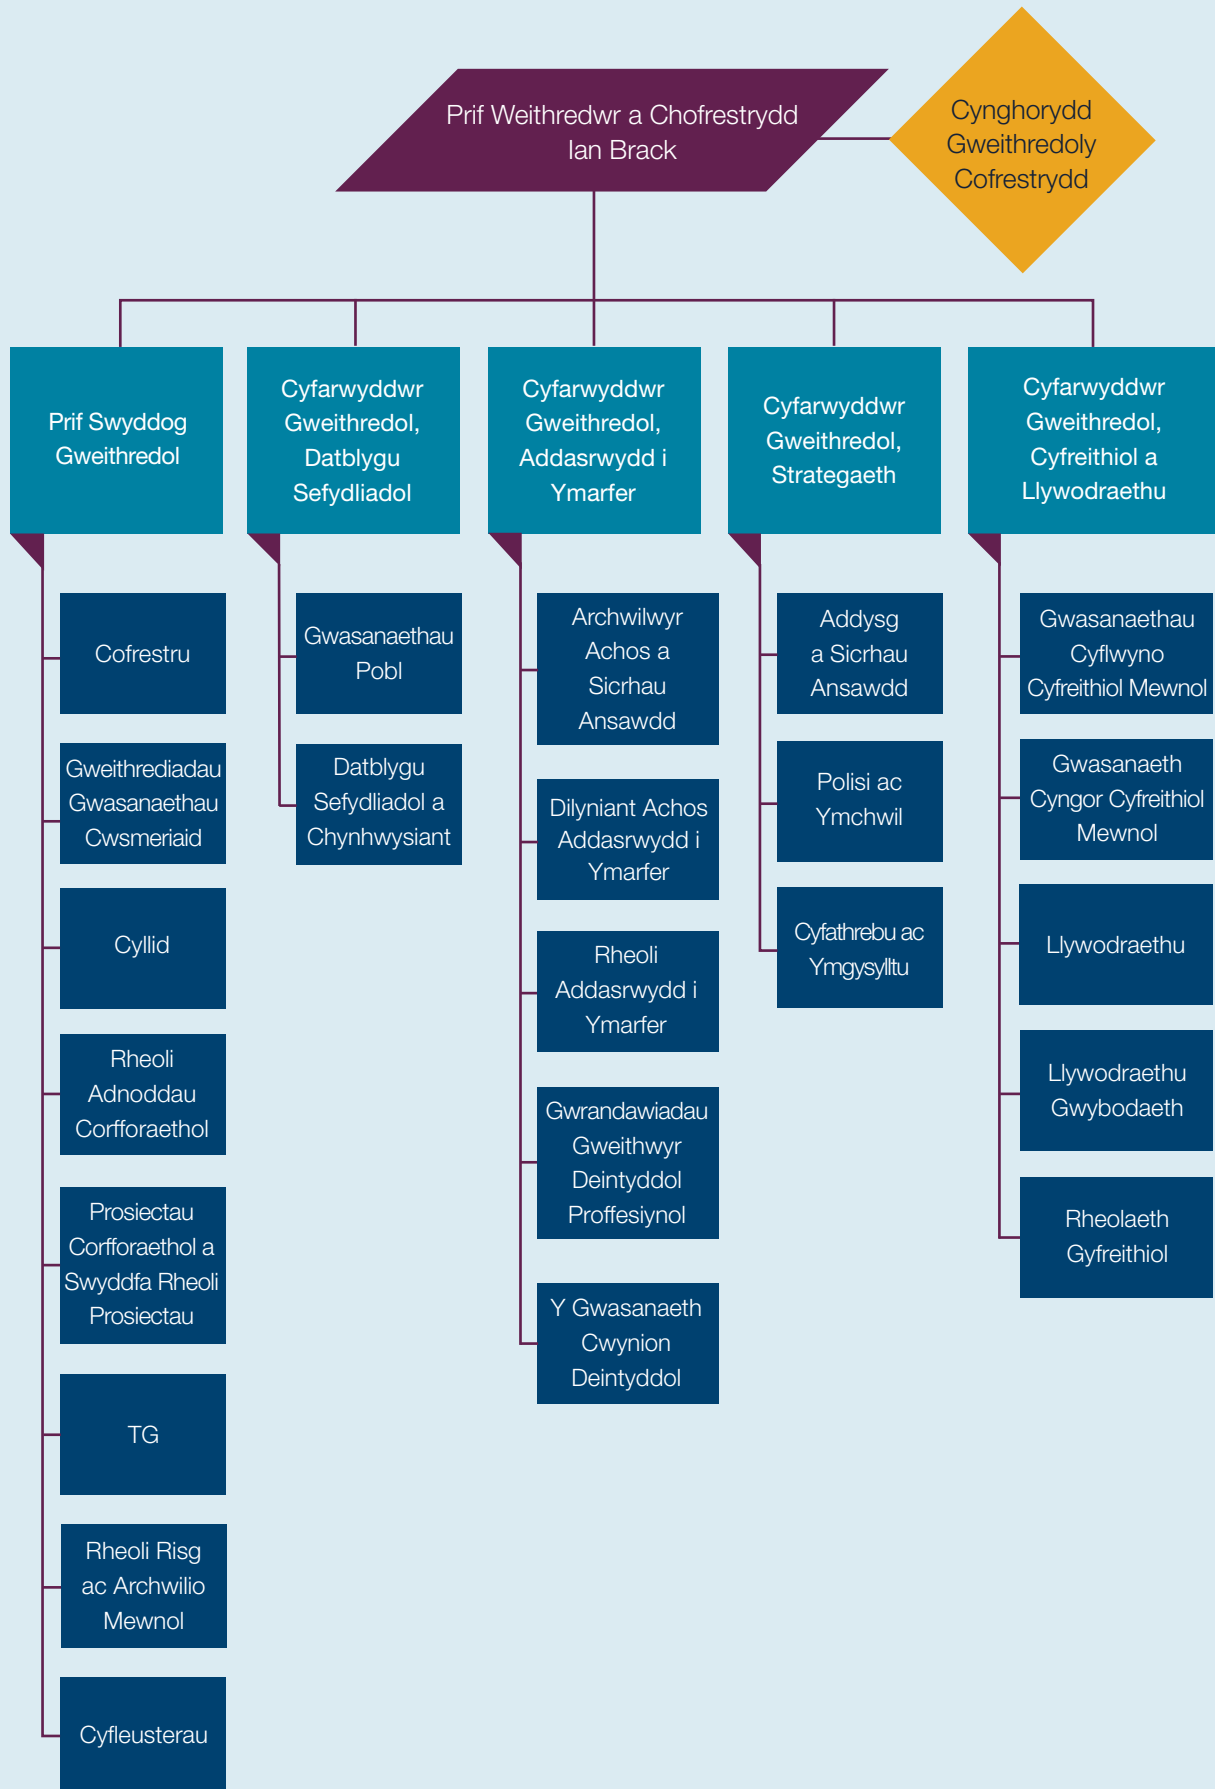 Prif Weithredwr a Chofrestrydd
Ian Brack
Cynghorydd
Gweithredoly
Cofrestrydd
Prif Swyddog
Gweithredol
Cofrestru
Gweithrediadau
Gwasanaethau
Cwsmeriaid
Cyllid
Rheoli
Adnoddau
Corfforaethol
Prosiectau
Corfforaethol a
Swyddfa Rheoli
Prosiectau
TG
Rheoli Risg
ac Archwilio
Mewnol
Cyfleusterau
Cyfarwyddwr
Gweithredol,
Datblygu
Sefydliadol
Gwasanaethau
Pobl
Datblygu
Sefydliadol a
Chynhwysiant
Cyfarwyddwr
Gweithredol,
Addasrwydd i
Ymarfer
Archwilwyr
Achos a
Sicrhau
Ansawdd
Dilyniant Achos
Addasrwydd i
Ymarfer
Rheoli
Addasrwydd i
Ymarfer
Gwrandawiadau
Gweithwyr
Deintyddol
Proffesiynol
Y Gwasanaeth
Cwynion
Deintyddol
Cyfarwyddwr
Gweithredol,
Strategaeth
Addysg
a Sicrhau
Ansawdd
Polisi ac
Ymchwil
Cyfathrebu ac
Ymgysylltu
Cyfarwyddwr
Gweithredol,
Cyfreithiol a
Llywodraethu
Gwasanaethau
Cyflwyno
Cyfreithiol Mewnol
Gwasanaeth
Cyngor Cyfreithiol
Mewnol
Llywodraethu
Llywodraethu
Gwybodaeth
Rheolaeth
Gyfreithiol